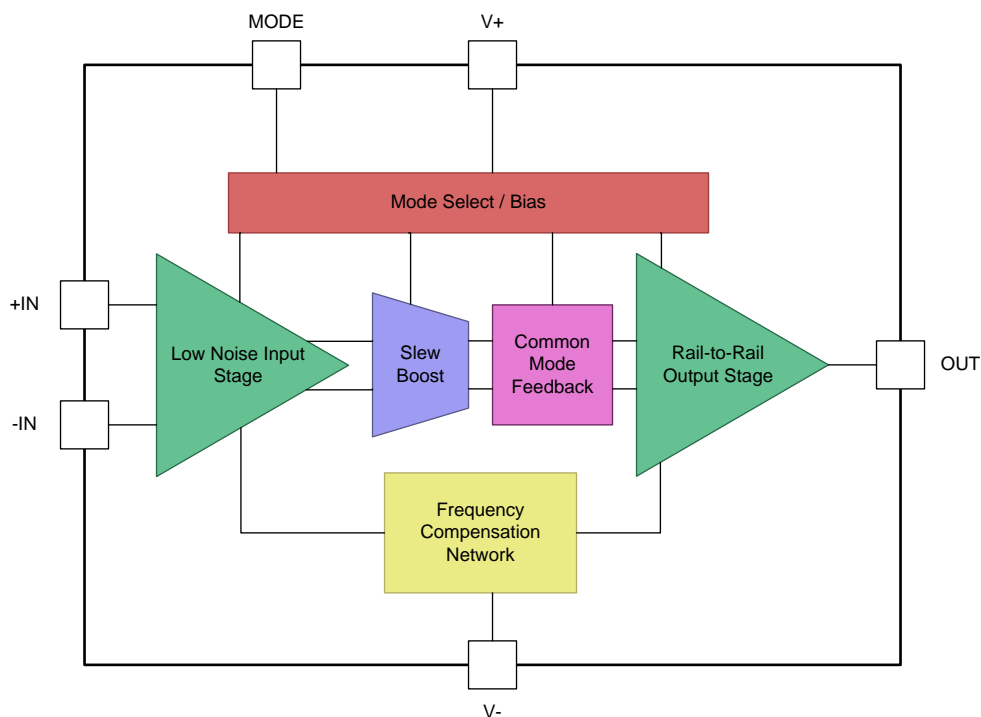 MODE
V+
Mode Select / Bias
+IN
-IN
Low Noise Input
Stage
Slew
Boost
Common
Mode
Feedback
Rail-to-Rail
Output Stage
OUT
Frequency
Compensation
Network
V-